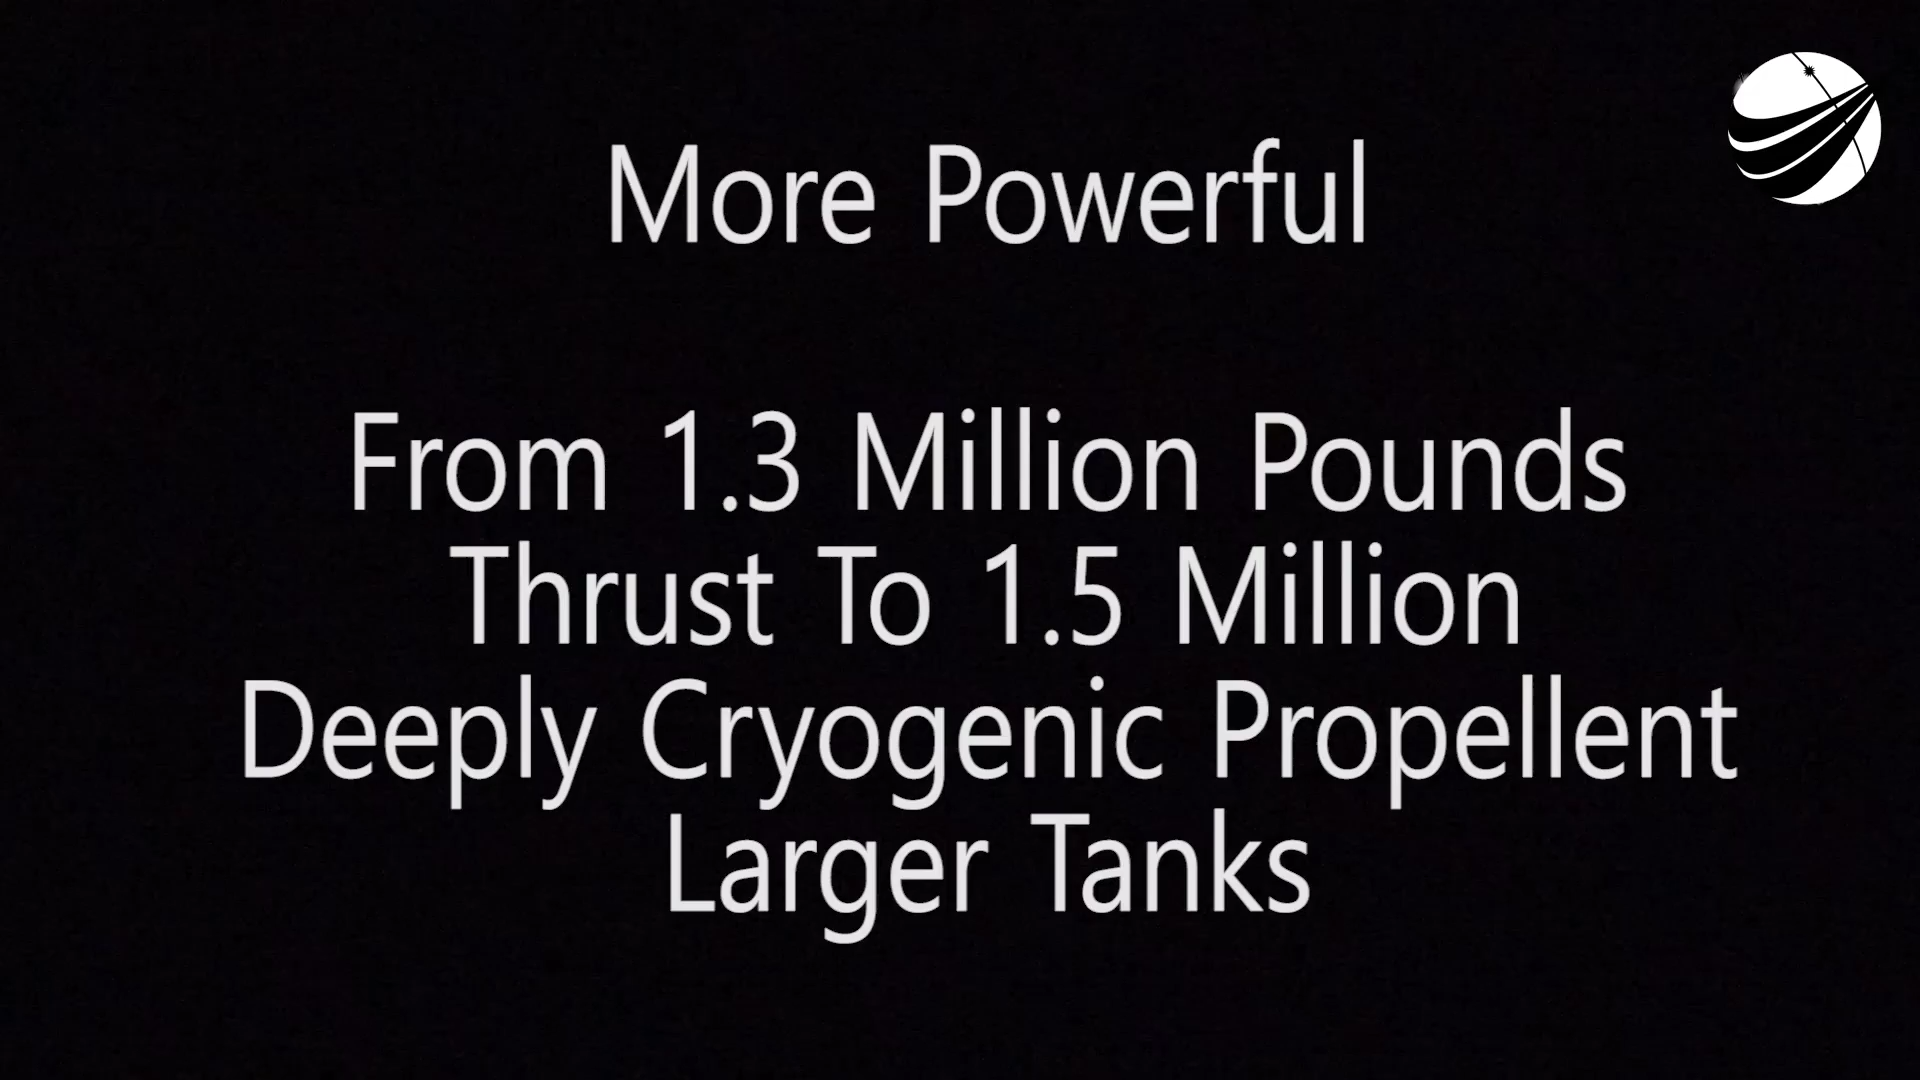 More Powerful
From 1.3 Million Pounds
Thrust To 1.5 Million
Deeply Cryogenic Propellent
Larger Tanks